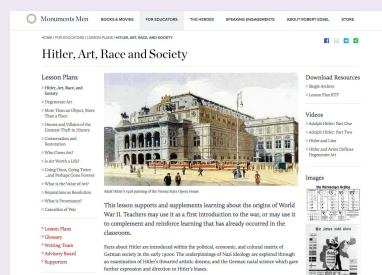 Monuments Men
BOOKS & MOVIES
FOR EDUCATORS
THE HEROES
SPEAKING ENGAGEMENTS
ABOUT ROBERT EDSEL
STORE
HOME / FOR EDUCATORS / LESSON PLANS / HITLER, ART, RACE AND SOCIETY
Hitler, Art, Race and Society
Lesson Plans
Hitler, Art, Race, and
Society
Degenerate Art
More Than an Object, More
Than a Place
Heroes and Villains of the
Greatest Theft in History
Conservation and
Restoration
Who Owns Art?
Is Art Worth a Life?
Going Once, Going Twice
...and Perhaps Gone Forever
What is the Value of Art?
Reparations or Resolution
What is Provenance?
Casualties of War
Lesson Plans
Glossary
Writing Team
Advisory Board
Supporters
Adolf Hitler's 1928 painting of the Vienna State Opera House
This lesson supports and supplements learning about the origins of World
War II. Teachers may use it as a first introduction to the war, or may use it
to complement and reinforce learning that has already occurred in the
classroom.
Facts about Hitler are introduced within the political, economic, and cultural matrix of
German society in the early 1900s. The underpinnings of Nazi ideology are explored through
an examination of Hitler's thwarted artistic dreams, and the German racial science which gave
further expression and direction to Hitler's biases.
Download Resources
Single Archive
Lesson Plan RTF
Videos
Adolph Hitler: Part One
Adolph Hitler: Part Two
Hitler and Linz
Hitler and Artist Defines
Degenerate Art
Images